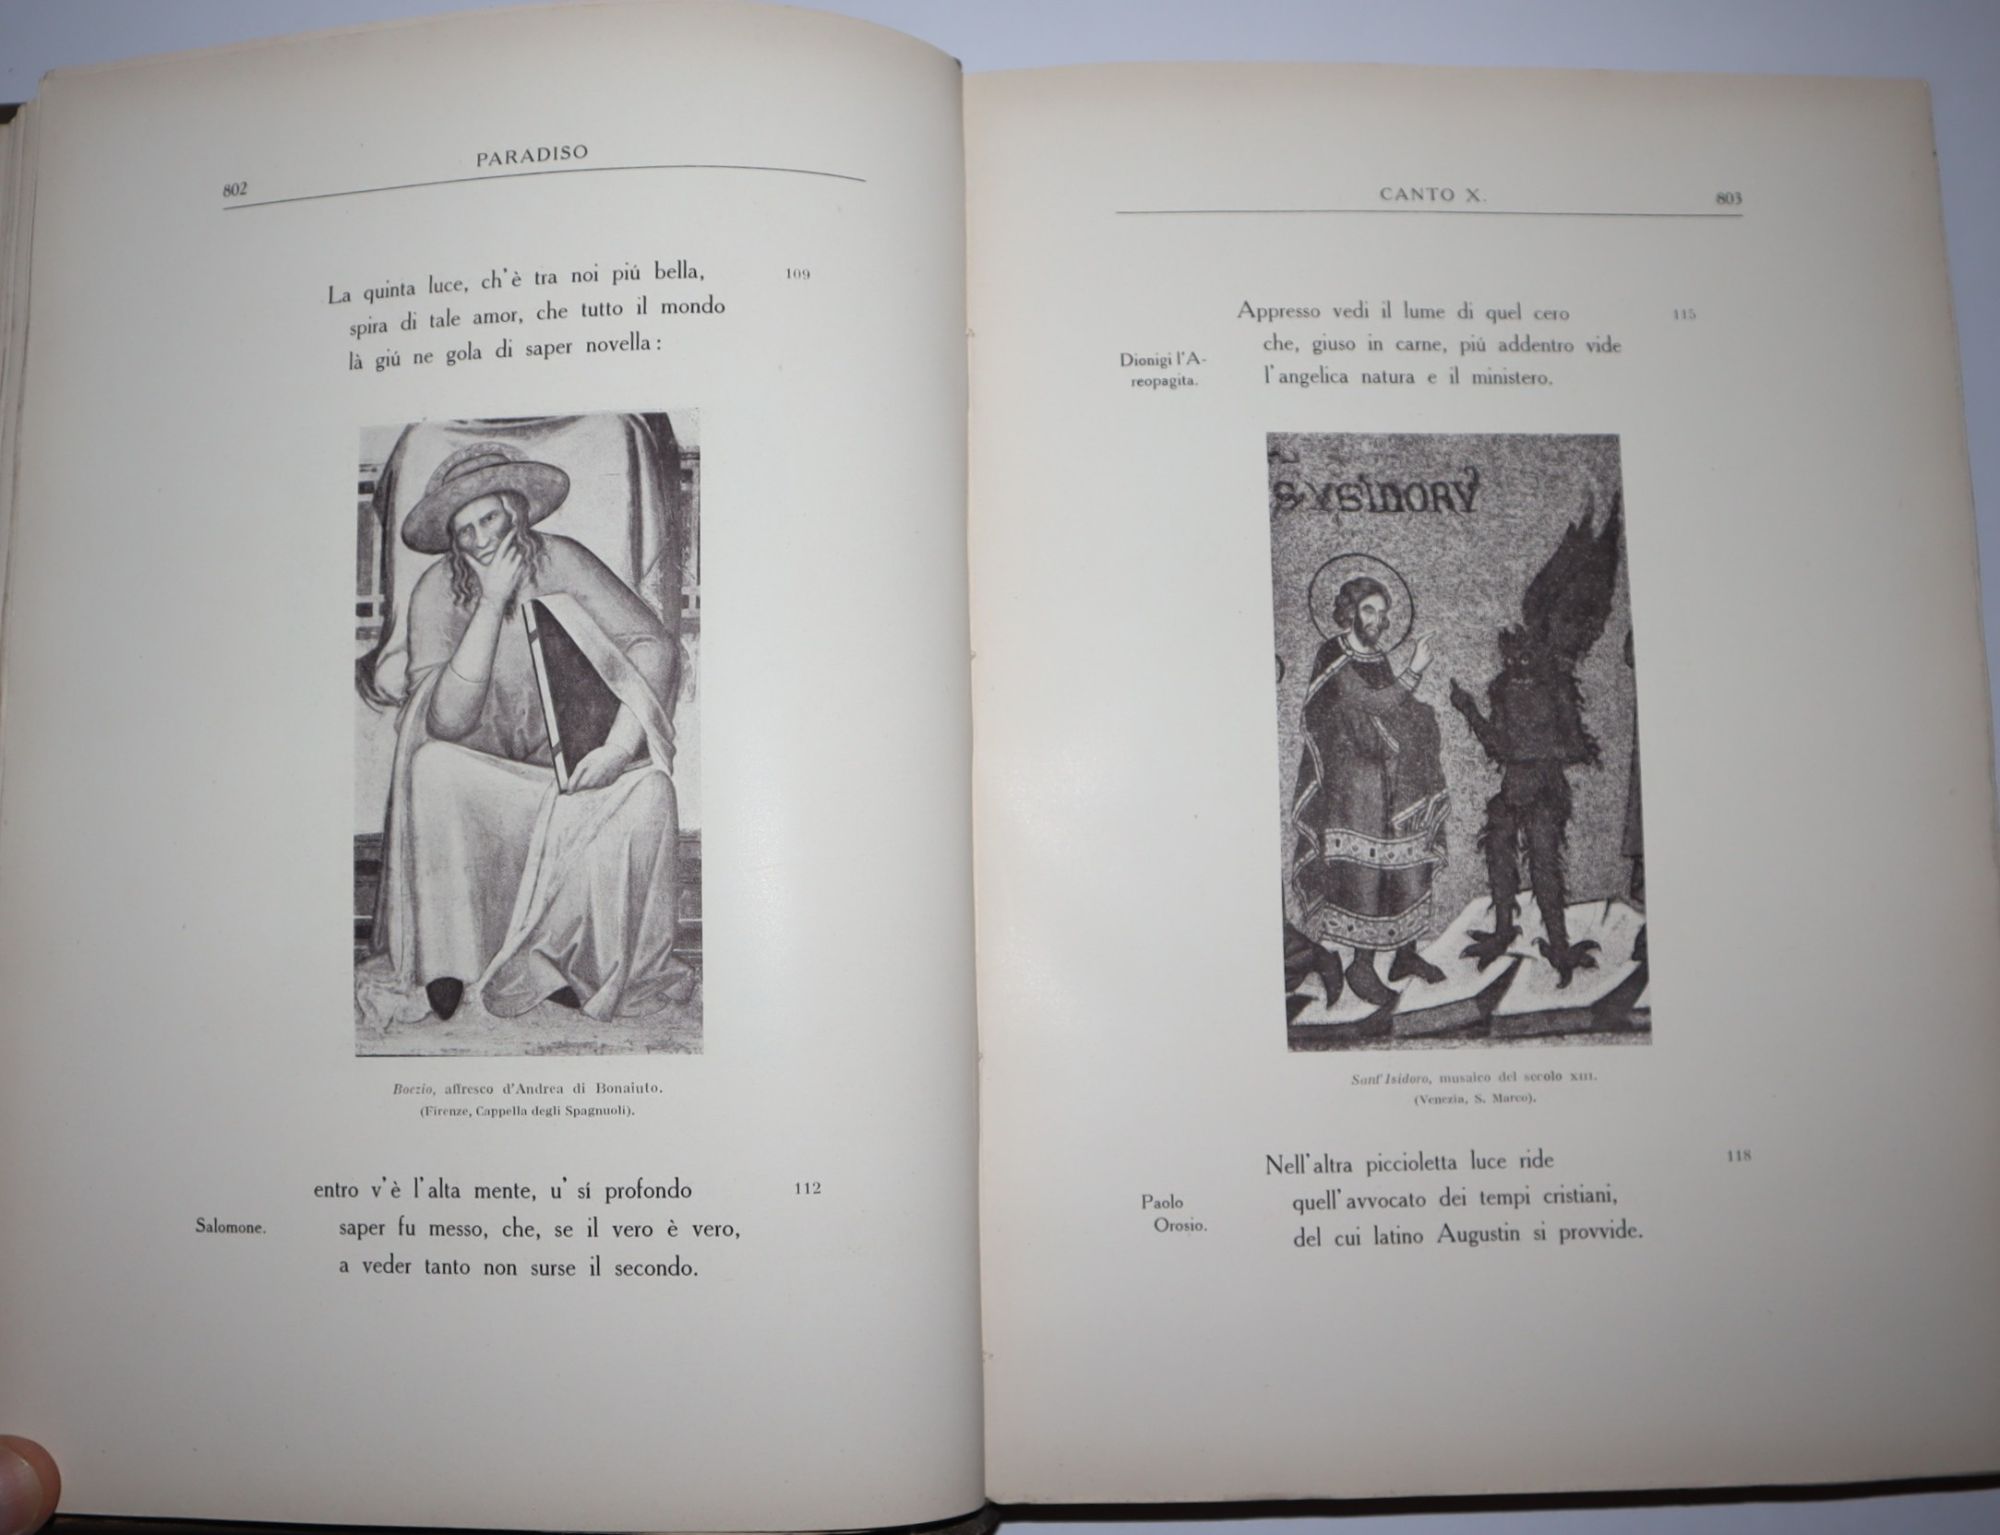 802
PARADISO
La quinta luce, ch'è tra noi piú bella,
109
spira di tale amor, che tutto il mondo
là giú ne gola di saper novella:
Boezio, affresco d'Andrea di Bonaiuto.
(Firenze, Cappella degli Spagnuoli).
entro v'è l'alta mente, u' sí profondo
112
Salomone.
saper fu messo, che, se il vero è vero,
a veder tanto non surse il secondo.
CANTO X.
803
Appresso vedi il lume di quel cero
115
che, giuso in carne, piú addentro vide
Dionigi l'A-
reopagita.
l'angelica natura e il ministero.
SYSIDORV
Sant'Isidoro, musaico del secolo XIII.
(Venezia, S. Marco).
Nell'altra piccioletta luce ride
118
Paolo
Orosio.
quell'avvocato dei tempi cristiani,
del cui latino Augustin si provvide.